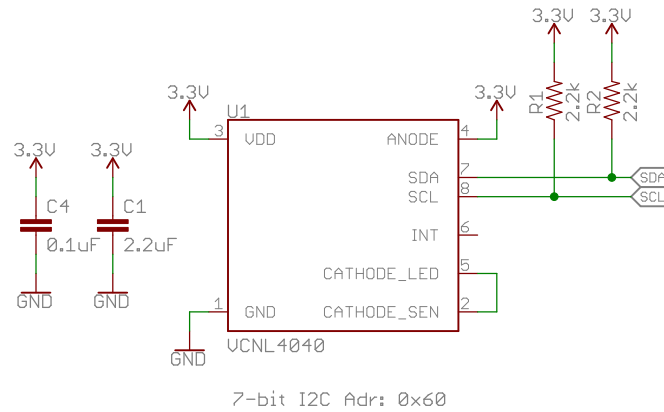 3.3V
3.3V
R1
2.2k
R2
2.2k
3.3V
U1
3.3V
3
VDD
ANODE
4
3.3V
3.3V
SDA
7
SDA
SCL
8
SCL
C4
C1
0.1uF
2.2uF
INT
6
CATHODE_LED
5
GND
GND
1
GND
CATHODE_SEN
2
GND
VCNL4040
7-bit I2C Adr: 0x60